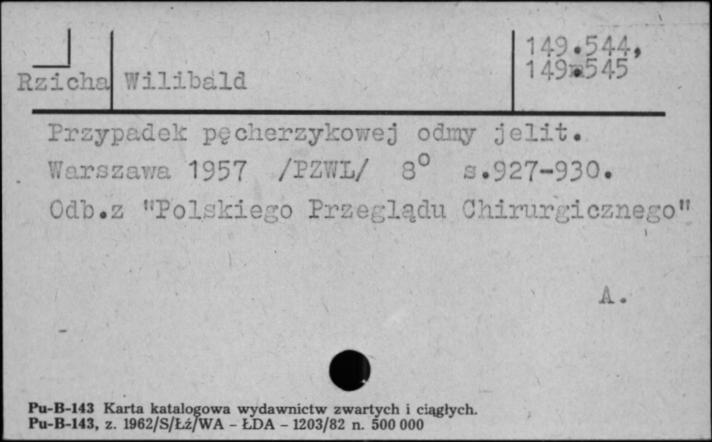 149.544,
Rzicha Wilibald 149.545
Przypadek pęcherzykowej odmy jelit.
Warszawa 1957 /PZWL/ 8° s.927-930.
Odb.z "Polskiego Przeglądu Chirurgicznego"
A.
Pu-B-143 Karta katalogowa wydawnictw zwartych i ciągłych.
Pu-B-143, z. 1962/S/Łź/WA - ŁDA - 1203/82 n. 500 000